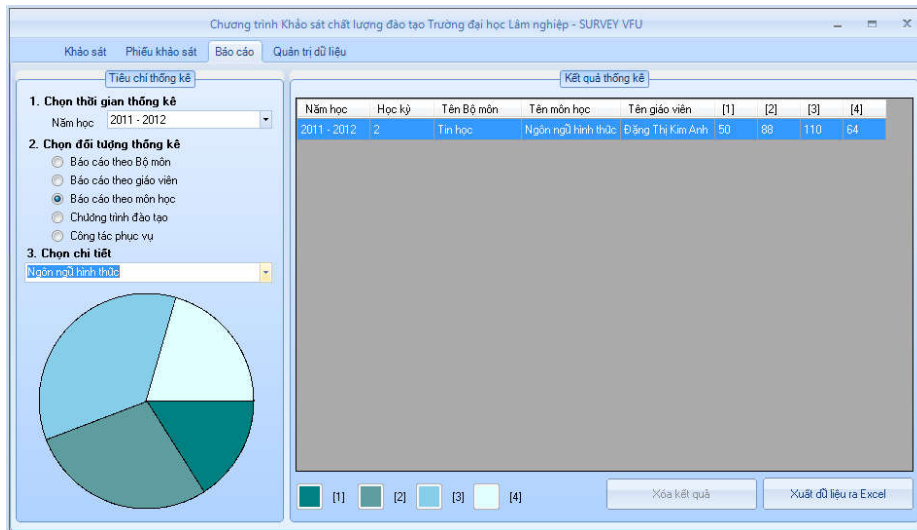 Chương trình Khảo sát chất lượng đào tạo Trường đại học Lâm nghiệp - SURVEY VFU
Khảo sát Phiếu khảo sát Báo cáo Quản trị dữ liệu
Tiêu chí thống kê
1. Chọn thời gian thống kê
Năm học 2011 - 2012
2. Chọn đối tượng thống kê
Báo cáo theo Bộ môn
Báo cáo theo giáo viên
Báo cáo theo môn học
Chương trình đào tạo
Công tác phục vụ
3. Chọn chi tiết
Ngôn ngữ hình thức
Kết quả thống kê
Năm học Học kỳ Tên Bộ môn Tên môn học Tên giáo viên [1] [2] [3] [4]
2011 - 2012 2 Tin học Ngôn ngữ hình thức Đặng Thị Kim Anh 50 88 110 64
[1] [2] [3] [4]
Xóa kết quả Xuất dữ liệu ra Excel